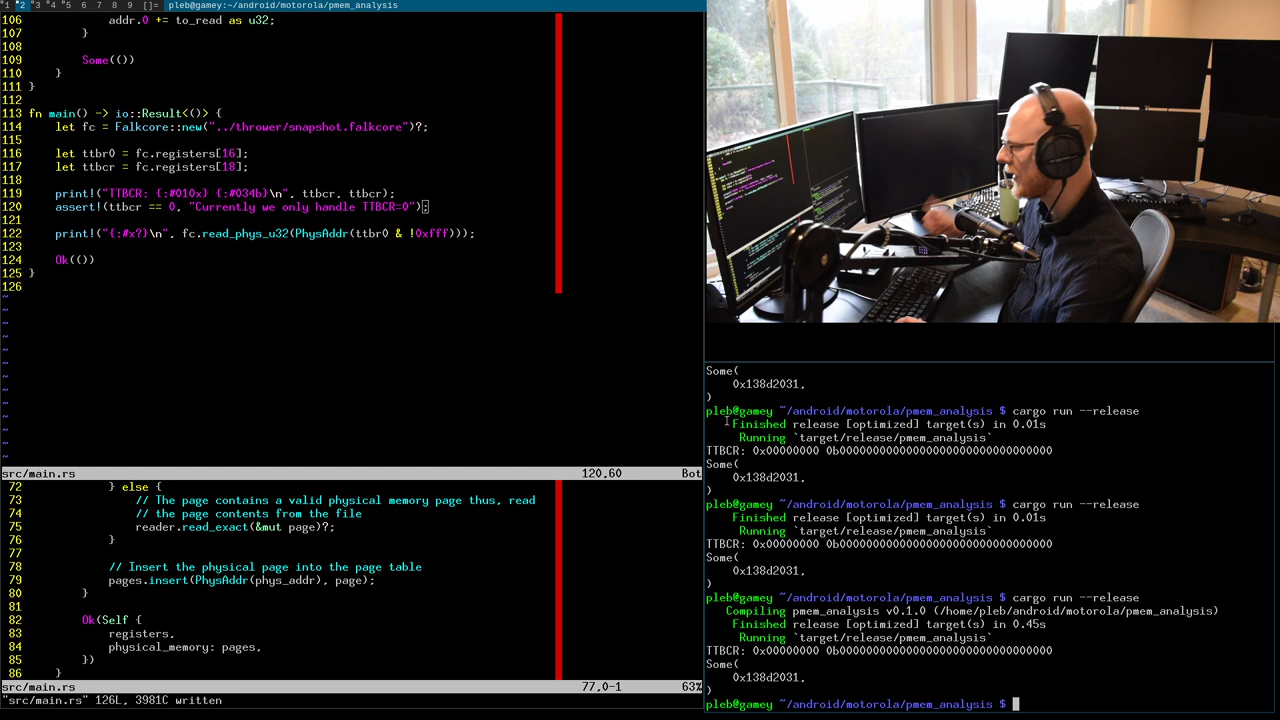 1 2 3 4 5 6 7 8 9 []= pleb@gamey:~/android/motorola/pmem_analysis
106 addr.0 += to_read as u32;
107 }
108
109 Some(())
110 }
111 }
112
113 fn main() -> io::Result<()> {
114 let fc = Falkcore::new("../thrower/snapshot.falkcore")?;
115
116 let ttbr0 = fc.registers[16];
117 let ttbcr = fc.registers[18];
118
119 print!("TTBCR: {:#010x} {:#034b}\n", ttbcr, ttbcr);
120 assert!(ttbcr == 0, "Currently we only handle TTBCR=0");
121
122 print!("{:#x?}\n", fc.read_phys_u32(PhysAddr(ttbr0 & !0xfff)));
123
124 Ok(())
125 }
126
~
~
~
~
~
~
~
~
~
~
~
~
~
src/main.rs 120,60 Bot
72 } else {
73 // The page contains a valid physical memory page thus, read
74 // the page contents from the file
75 reader.read_exact(&mut page)?;
76 }
77
78 // Insert the physical page into the page table
79 pages.insert(PhysAddr(phys_addr), page);
80 }
81
82 Ok(Self {
83 registers,
84 physical_memory: pages,
85 })
86 }
src/main.rs 77,0-1 63%
"src/main.rs" 126L, 3981C written
Some(
0x138d2031,
)
pleb@gamey ~/android/motorola/pmem_analysis $ cargo run --release
Finished release [optimized] target(s) in 0.01s
Running `target/release/pmem_analysis`
TTBCR: 0x00000000 0b00000000000000000000000000000000
Some(
0x138d2031,
)
pleb@gamey ~/android/motorola/pmem_analysis $ cargo run --release
Finished release [optimized] target(s) in 0.01s
Running `target/release/pmem_analysis`
TTBCR: 0x00000000 0b00000000000000000000000000000000
Some(
0x138d2031,
)
pleb@gamey ~/android/motorola/pmem_analysis $ cargo run --release
Compiling pmem_analysis v0.1.0 (/home/pleb/android/motorola/pmem_analysis)
Finished release [optimized] target(s) in 0.45s
Running `target/release/pmem_analysis`
TTBCR: 0x00000000 0b00000000000000000000000000000000
Some(
0x138d2031,
)
pleb@gamey ~/android/motorola/pmem_analysis $